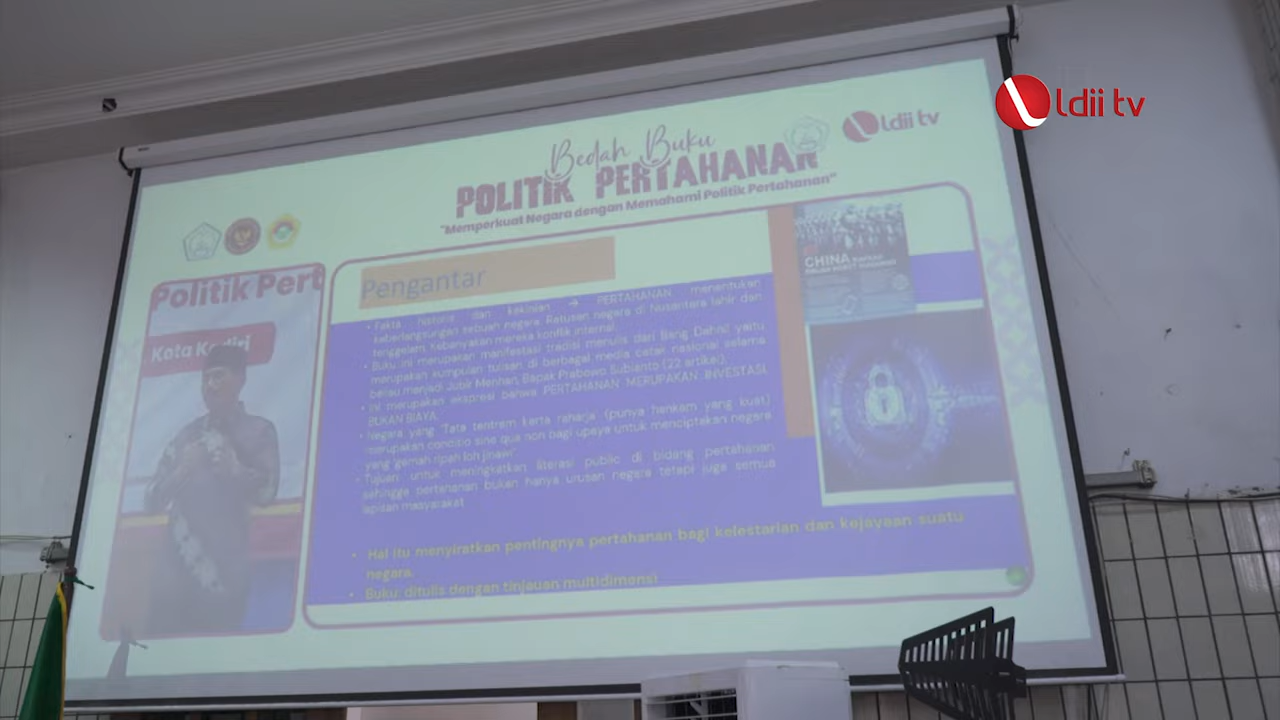 ldii tv
Bedah Buku
ldii tv
POLITIK PERTAHANAN
"Memperkuat Negara dengan Memahami Politik Pertahanan"
Politik Pert
Kata Kediri
Pengantar
CHINA
• Fakta historis dan kekinian → PERTAHANAN menentukan
keberlangsungan sebuah negara. Ratusan negara di Nusantara lahir dan
tenggelam. Kebanyakan mereka konflik internal.
• Buku ini merupakan manifestasi tradisi menulis dari Bang Dahnil yaitu
merupakan kumpulan tulisan di berbagai media cetak nasional selama
beliau menjadi Jubir Menhan, Bapak Prabowo Subianto (22 artikel).
• Ini merupakan ekspresi bahwa PERTAHANAN MERUPAKAN INVESTASI,
BUKAN BIAYA.
• Negara yang "Tata tentrem kerta raharja" (punya hankam yang kuat)
merupakan conditio sine qua non bagi upaya untuk menciptakan negara
yang "gemah ripah loh jinawi"
• Tujuan: untuk meningkatkan literasi public di bidang pertahanan
sehingga pertahanan bukan hanya urusan negara tetapi juga semua
lapisan masyarakat
• Hal itu menyiratkan pentingnya pertahanan bagi kelestarian dan kejayaan suatu
negara.
• Buku: ditulis dengan tinjauan multidimensi